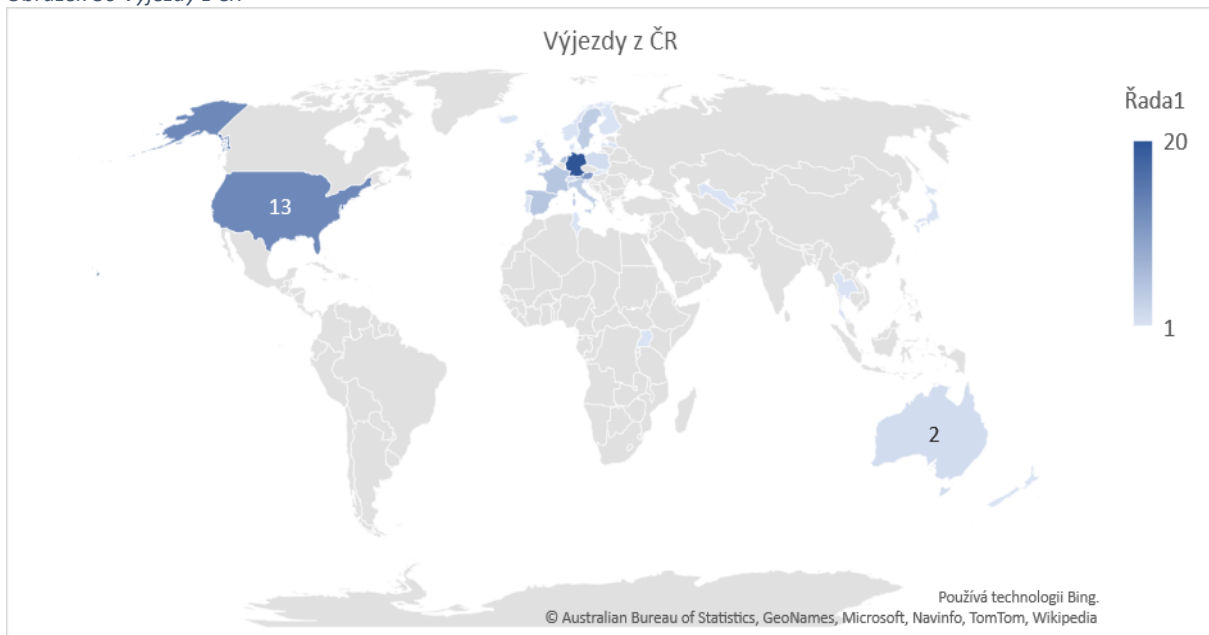 Výjezdy z ČR
Řada1
20
13
1
2
Používá technologii Bing.
© Australian Bureau of Statistics, GeoNames, Microsoft, Navinfo, TomTom, Wikipedia